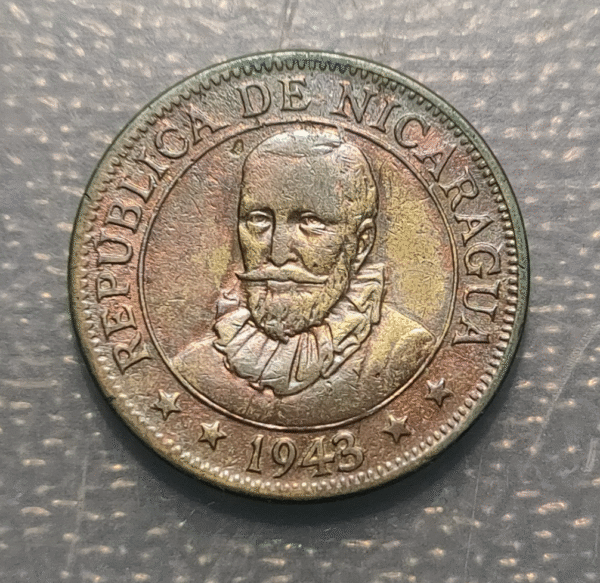 REPUBLICA DE NICARAGUA
1943